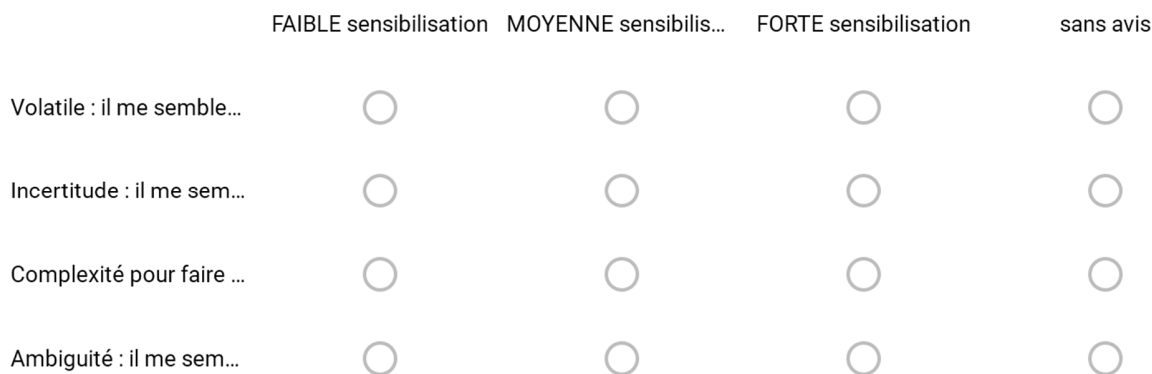 FAIBLE sensibilisation MOYENNE sensibilis... FORTE sensibilisation sans avis
Volatile : il me semble...
Incertitude : il me sem...
Complexité pour faire ...
Ambiguité : il me sem...